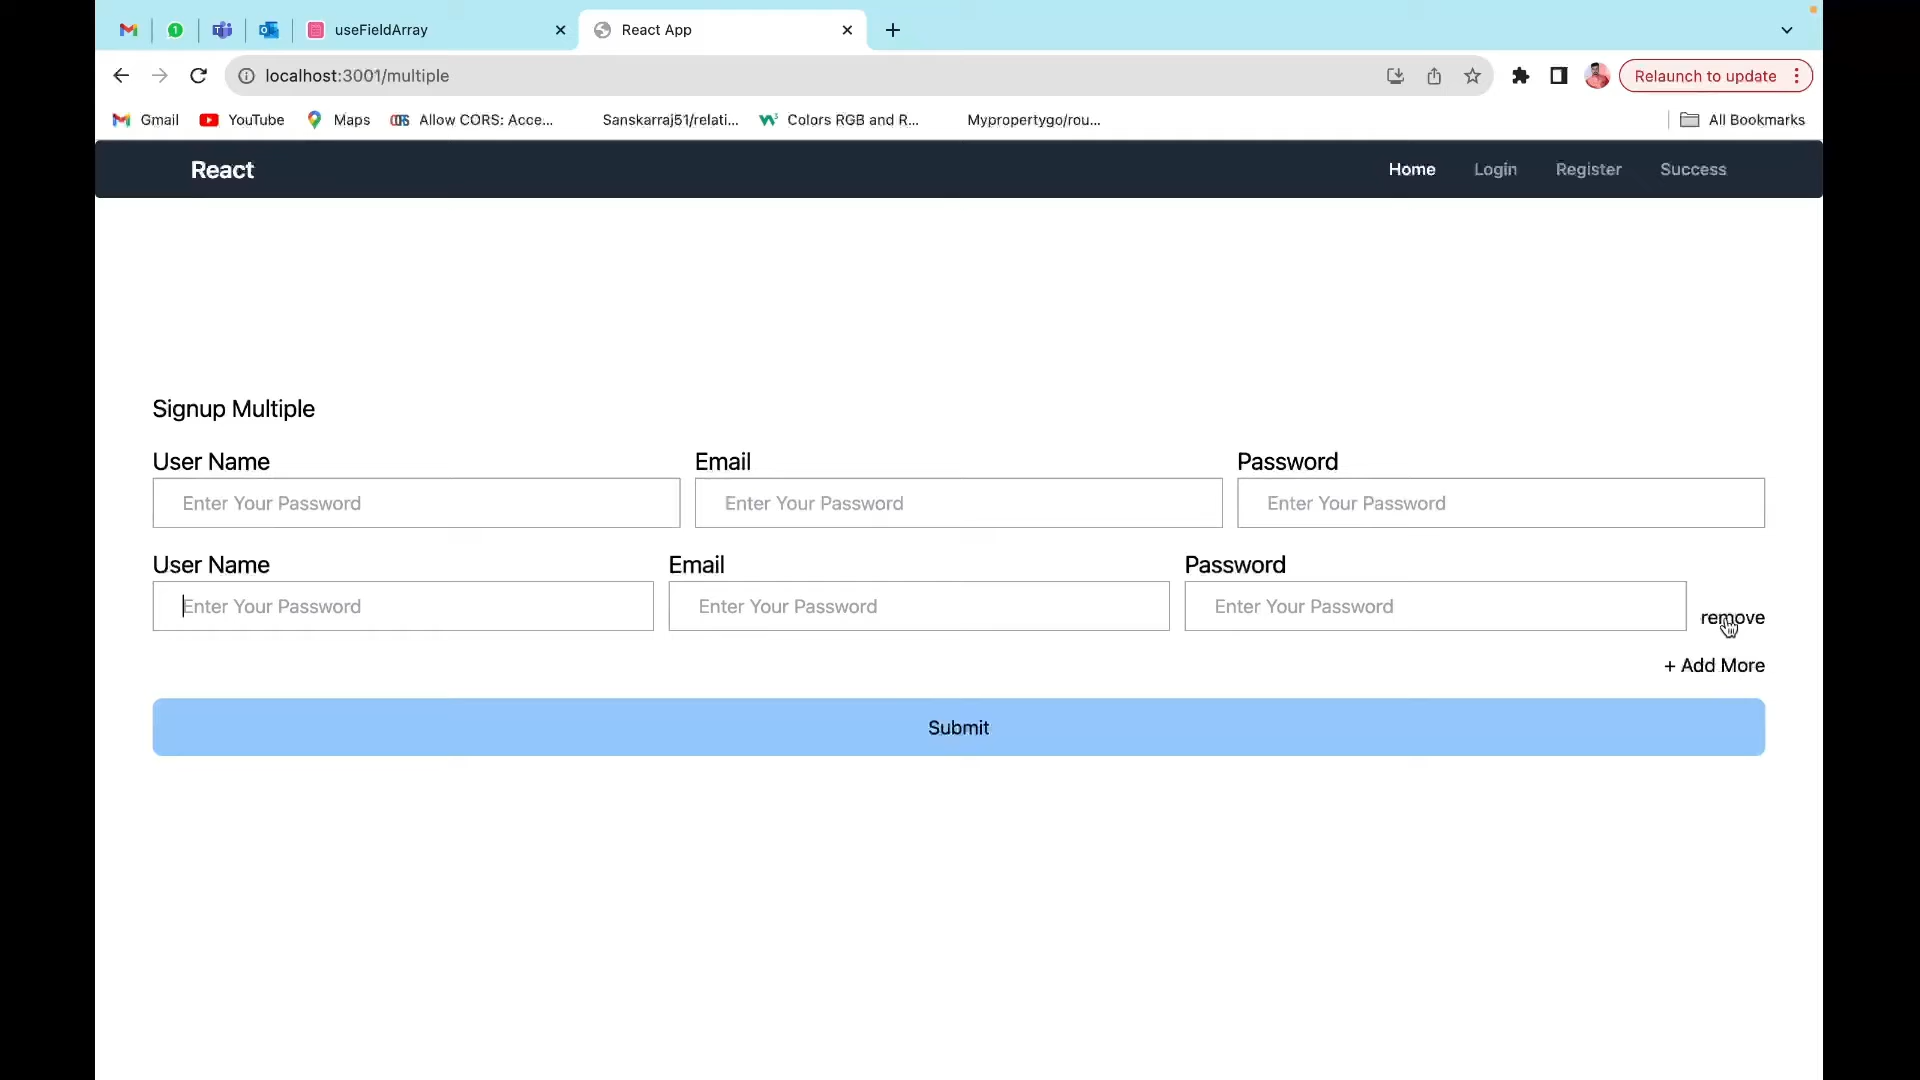 useFieldArray
React App
localhost:3001/multiple
Relaunch to update
Gmail
YouTube
Maps
Allow CORS: Acce...
Sanskarraj51/relati...
Colors RGB and R...
Mypropertygo/rou...
All Bookmarks
React
Home
Login
Register
Success
Signup Multiple
User Name
Email
Password
Enter Your Password
Enter Your Password
Enter Your Password
User Name
Email
Password
Enter Your Password
Enter Your Password
Enter Your Password
remove
+ Add More
Submit